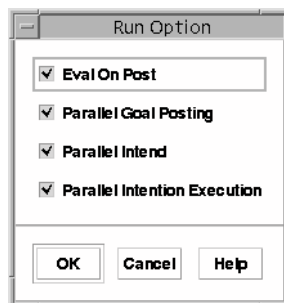 Run Option
Eval On Post
Parallel Goal Posting
Parallel Intend
Parallel Intention Execution
OK Cancel Help